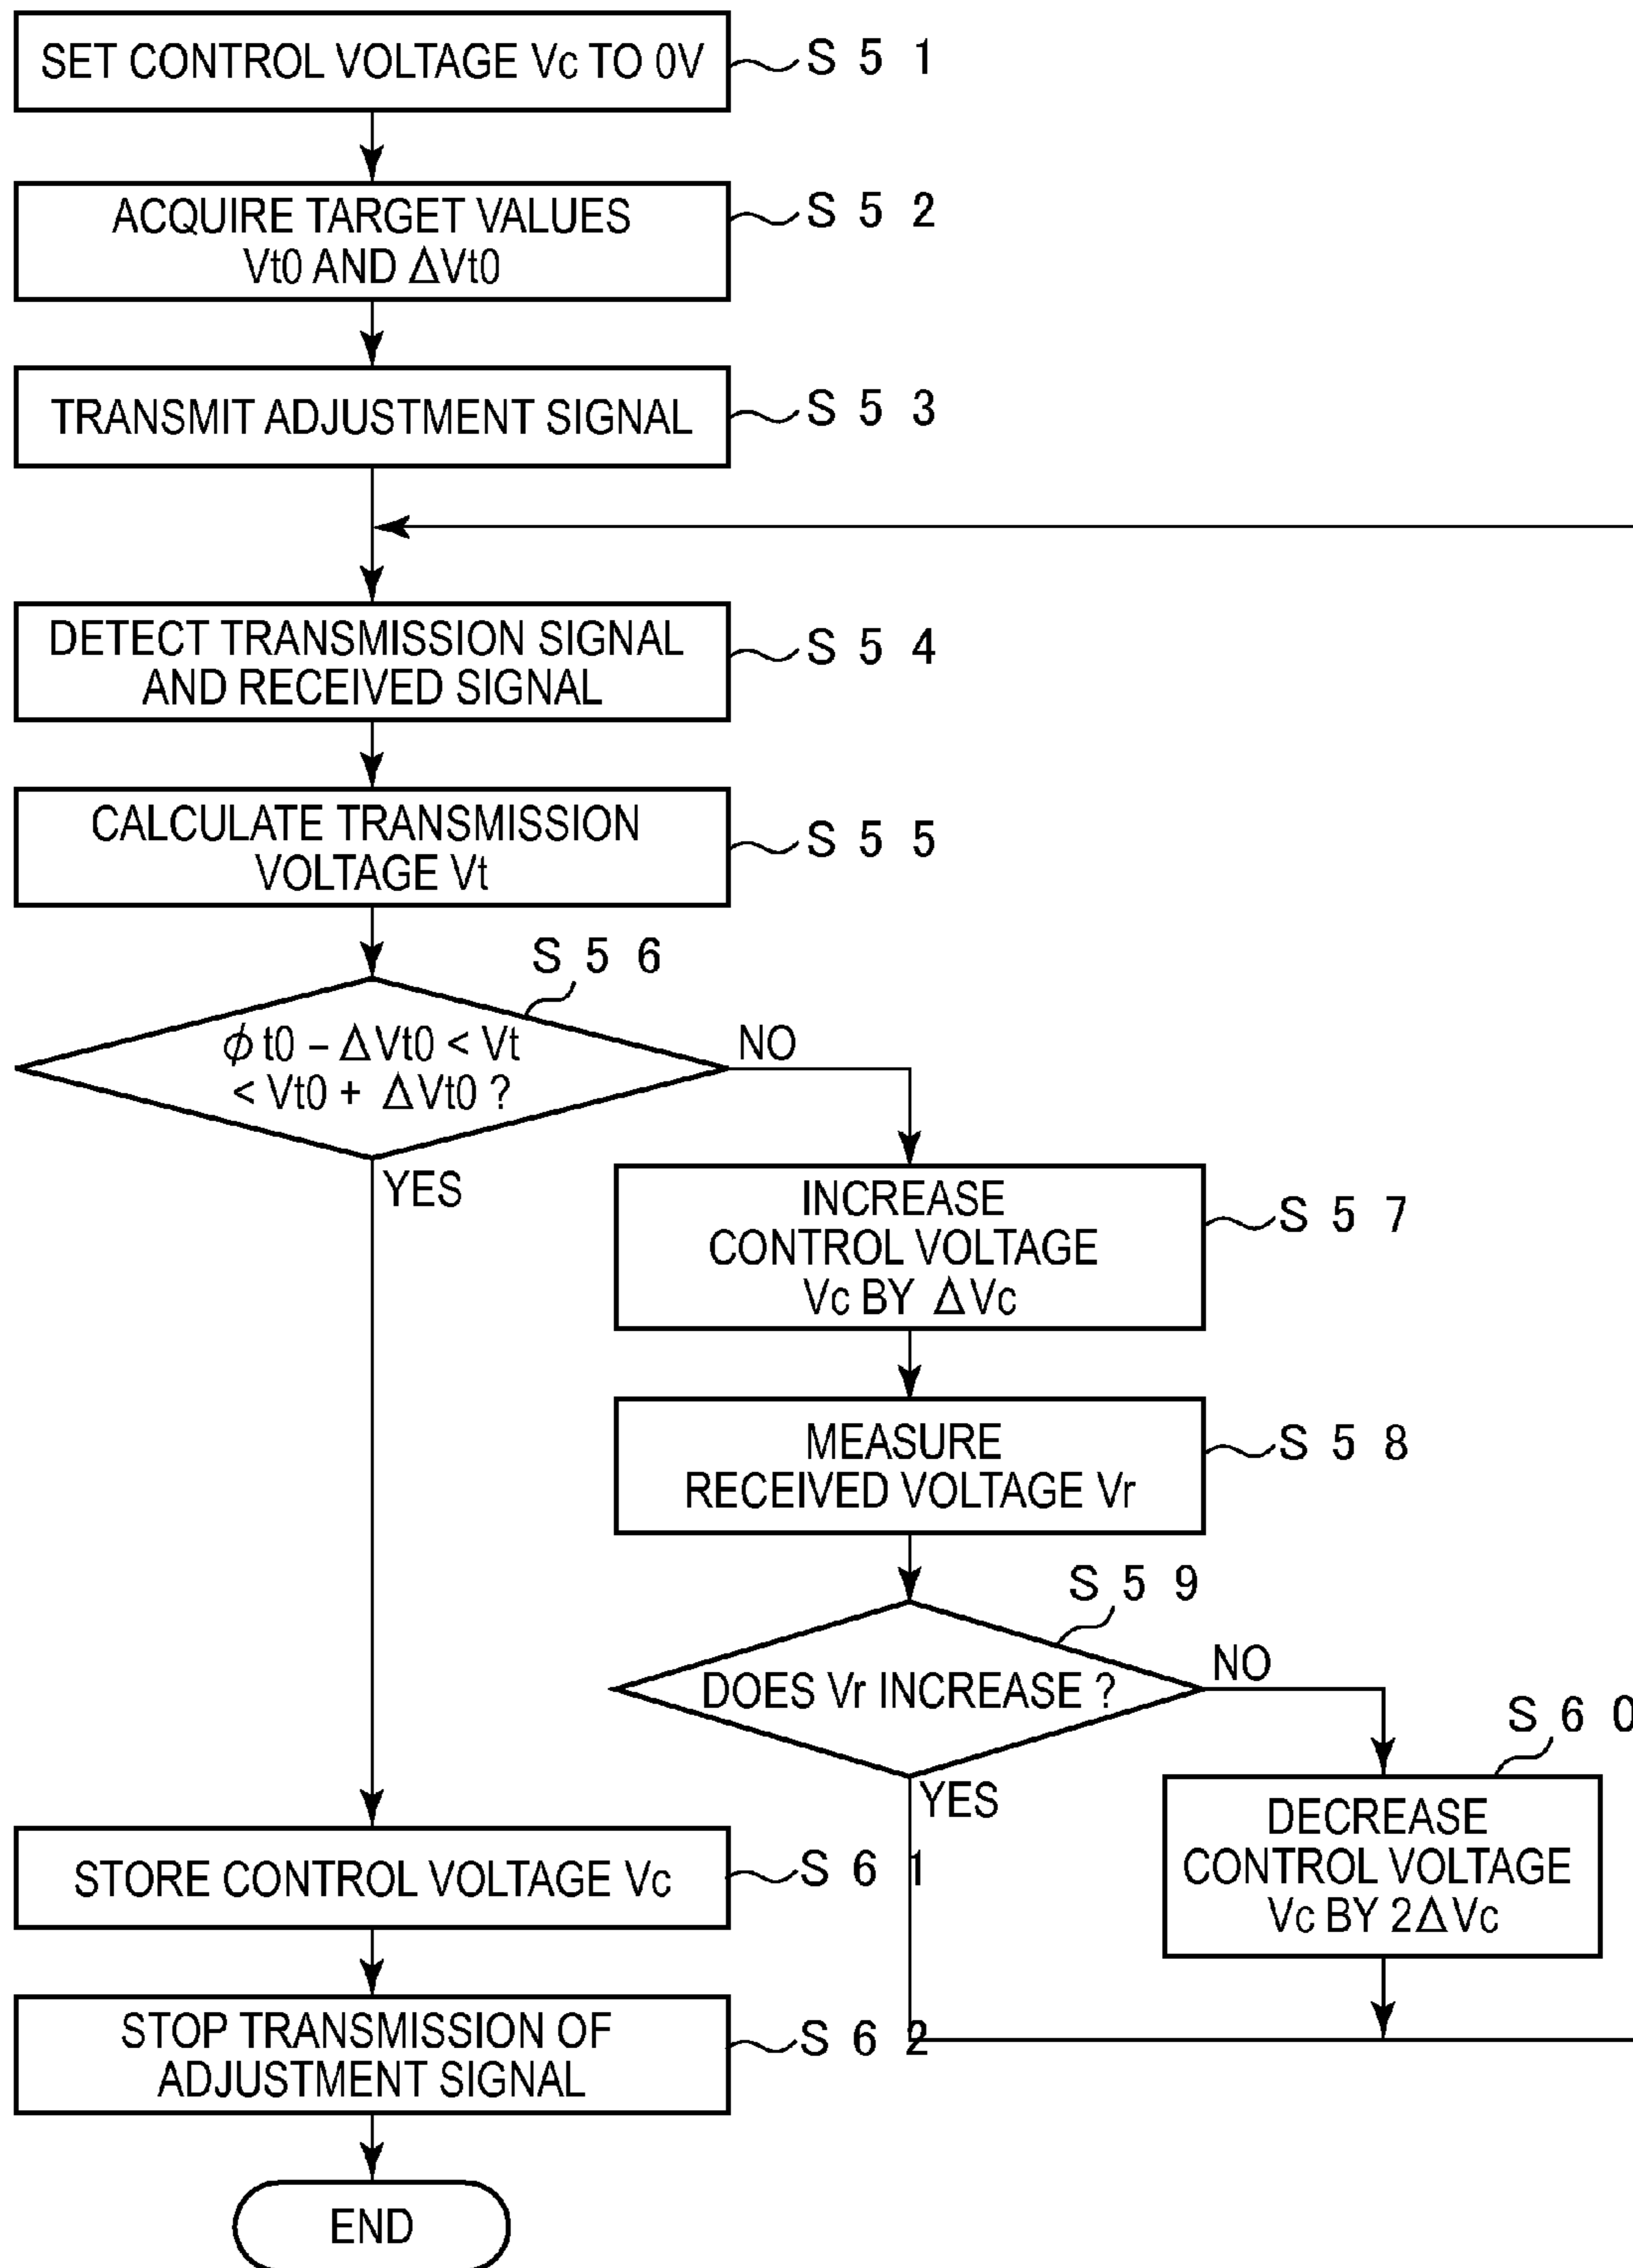 SET CONTROL VOLTAGE Vc TO 0V
S 5 1
ACQUIRE TARGET VALUES
Vt0 AND ΔVt0
S 5 2
TRANSMIT ADJUSTMENT SIGNAL
S 5 3
DETECT TRANSMISSION SIGNAL
AND RECEIVED SIGNAL
S 5 4
CALCULATE TRANSMISSION
VOLTAGE Vt
S 5 5
S 5 6
ϕ t0 – ΔVt0 < Vt
< Vt0 + ΔVt0 ?
NO
YES
INCREASE
CONTROL VOLTAGE
Vc BY ΔVc
S 5 7
MEASURE
RECEIVED VOLTAGE Vr
S 5 8
S 5 9
DOES Vr INCREASE ?
NO
YES
S 6 0
DECREASE
CONTROL VOLTAGE
Vc BY 2ΔVc
STORE CONTROL VOLTAGE Vc
S 6 1
STOP TRANSMISSION OF
ADJUSTMENT SIGNAL
S 6 2
END